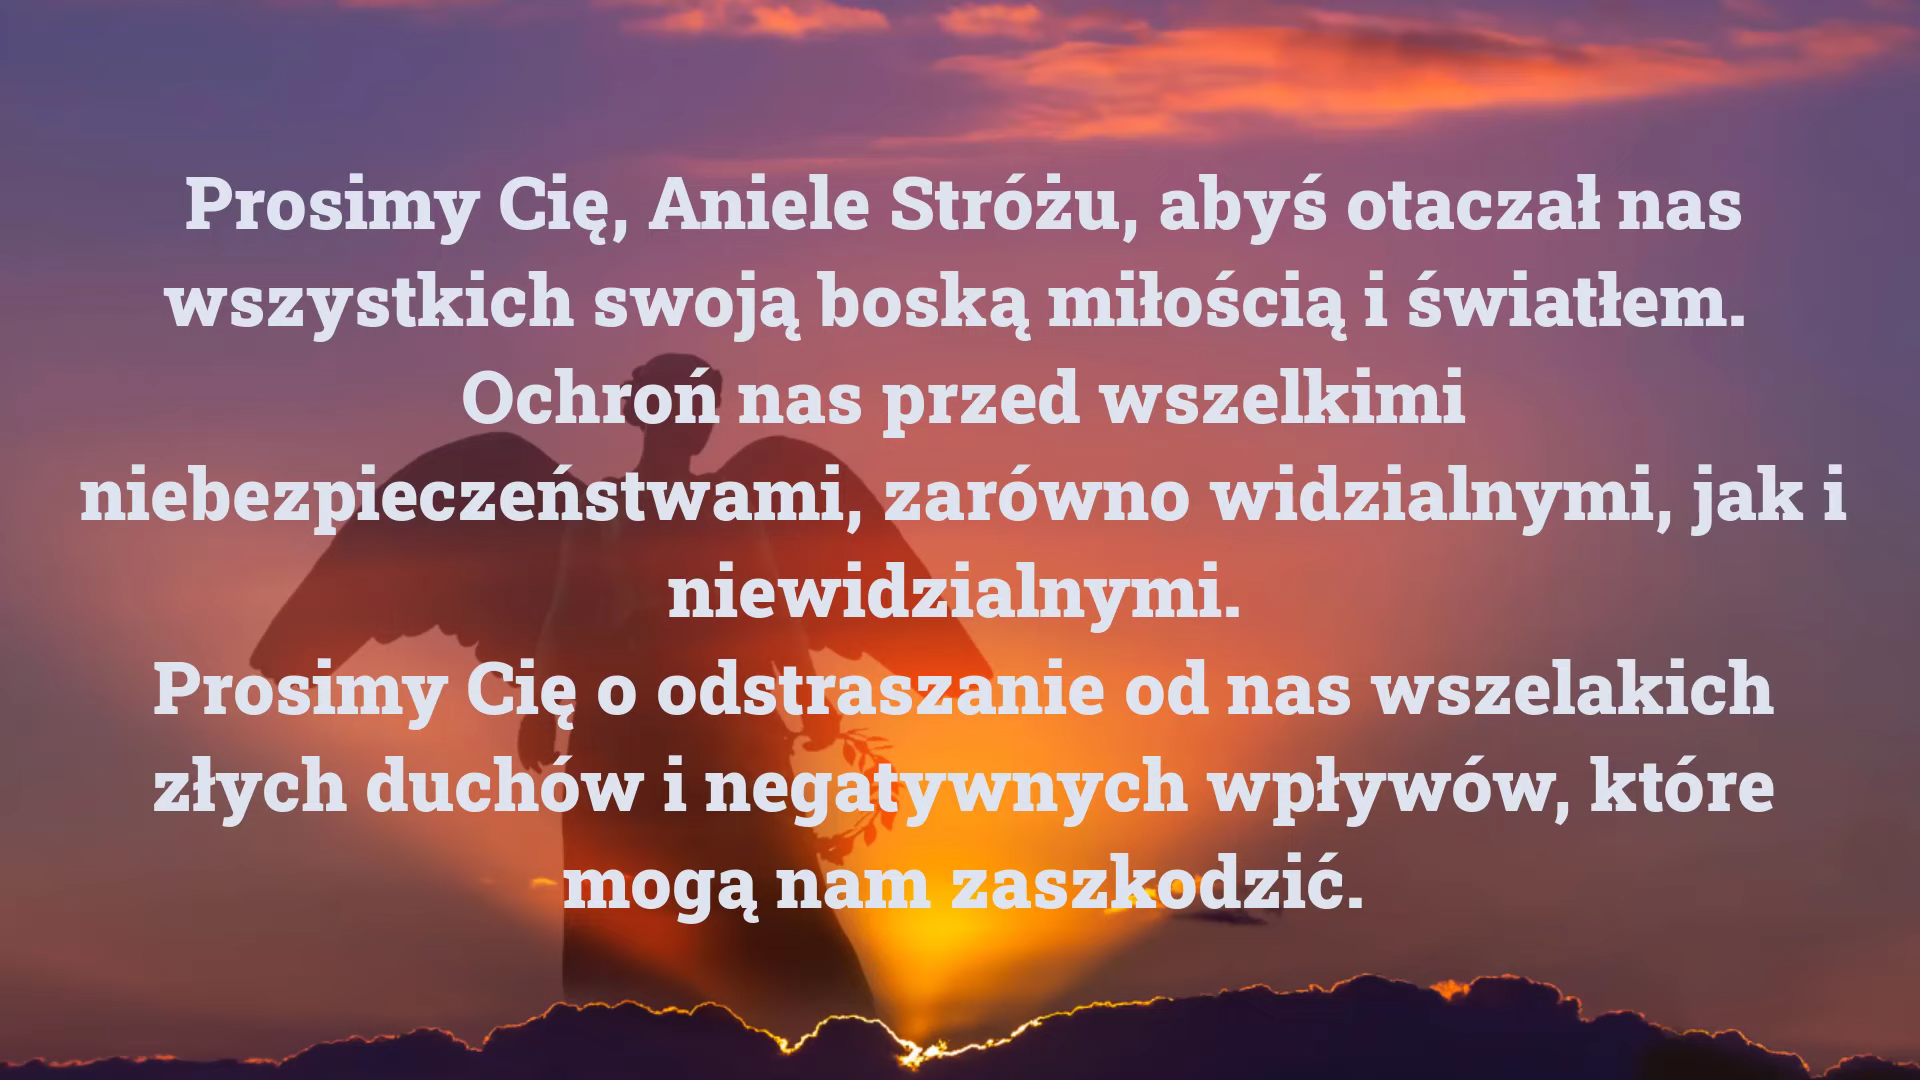 Prosimy Cię, Aniele Stróżu, abyś otaczał nas
wszystkich swoją boską miłością i światłem.
Ochroń nas przed wszelkimi
niebezpieczeństwami, zarówno widzialnymi, jak i
niewidzialnymi.
Prosimy Cię o odstraszanie od nas wszelakich
złych duchów i negatywnych wpływów, które
mogą nam zaszkodzić.